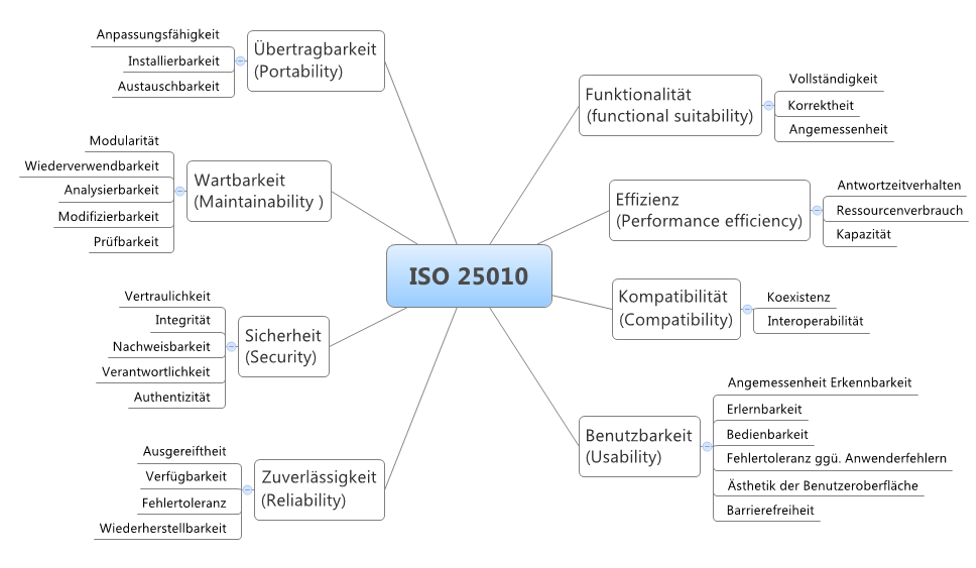 ISO 25010
Übertragbarkeit
(Portability)
Anpassungsfähigkeit
Installierbarkeit
Austauschbarkeit
Wartbarkeit
(Maintainability )
Modularität
Wiederverwendbarkeit
Analysierbarkeit
Modifizierbarkeit
Prüfbarkeit
Sicherheit
(Security)
Vertraulichkeit
Integrität
Nachweisbarkeit
Verantwortlichkeit
Authentizität
Zuverlässigkeit
(Reliability)
Ausgereiftheit
Verfügbarkeit
Fehlertoleranz
Wiederherstellbarkeit
Funktionalität
(functional suitability)
Vollständigkeit
Korrektheit
Angemessenheit
Effizienz
(Performance efficiency)
Antwortzeitverhalten
Ressourcenverbrauch
Kapazität
Kompatibilität
(Compatibility)
Koexistenz
Interoperabilität
Benutzbarkeit
(Usability)
Angemessenheit Erkennbarkeit
Erlernbarkeit
Bedienbarkeit
Fehlertoleranz ggü. Anwenderfehlern
Ästhetik der Benutzeroberfläche
Barrierefreiheit